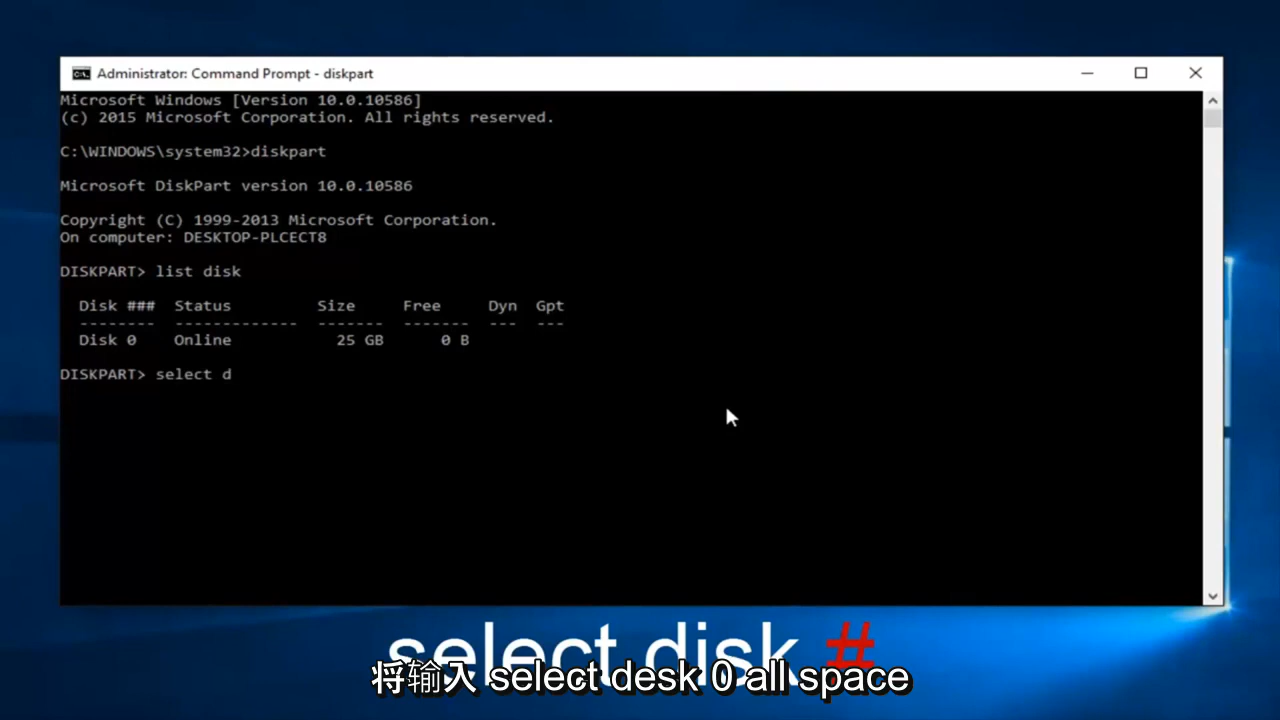 Administrator: Command Prompt - diskpart
Microsoft Windows [Version 10.0.10586]
(c) 2015 Microsoft Corporation. All rights reserved.
C:\WINDOWS\system32>diskpart
Microsoft DiskPart version 10.0.10586
Copyright (C) 1999-2013 Microsoft Corporation.
On computer: DESKTOP-PLCECT8
DISKPART> list disk
Disk ### Status Size Free Dyn Gpt
-------- ------------- ------- ------- --- ---
Disk 0 Online 25 GB 0 B
DISKPART> select d
select disk #
将输入 select desk 0 all space